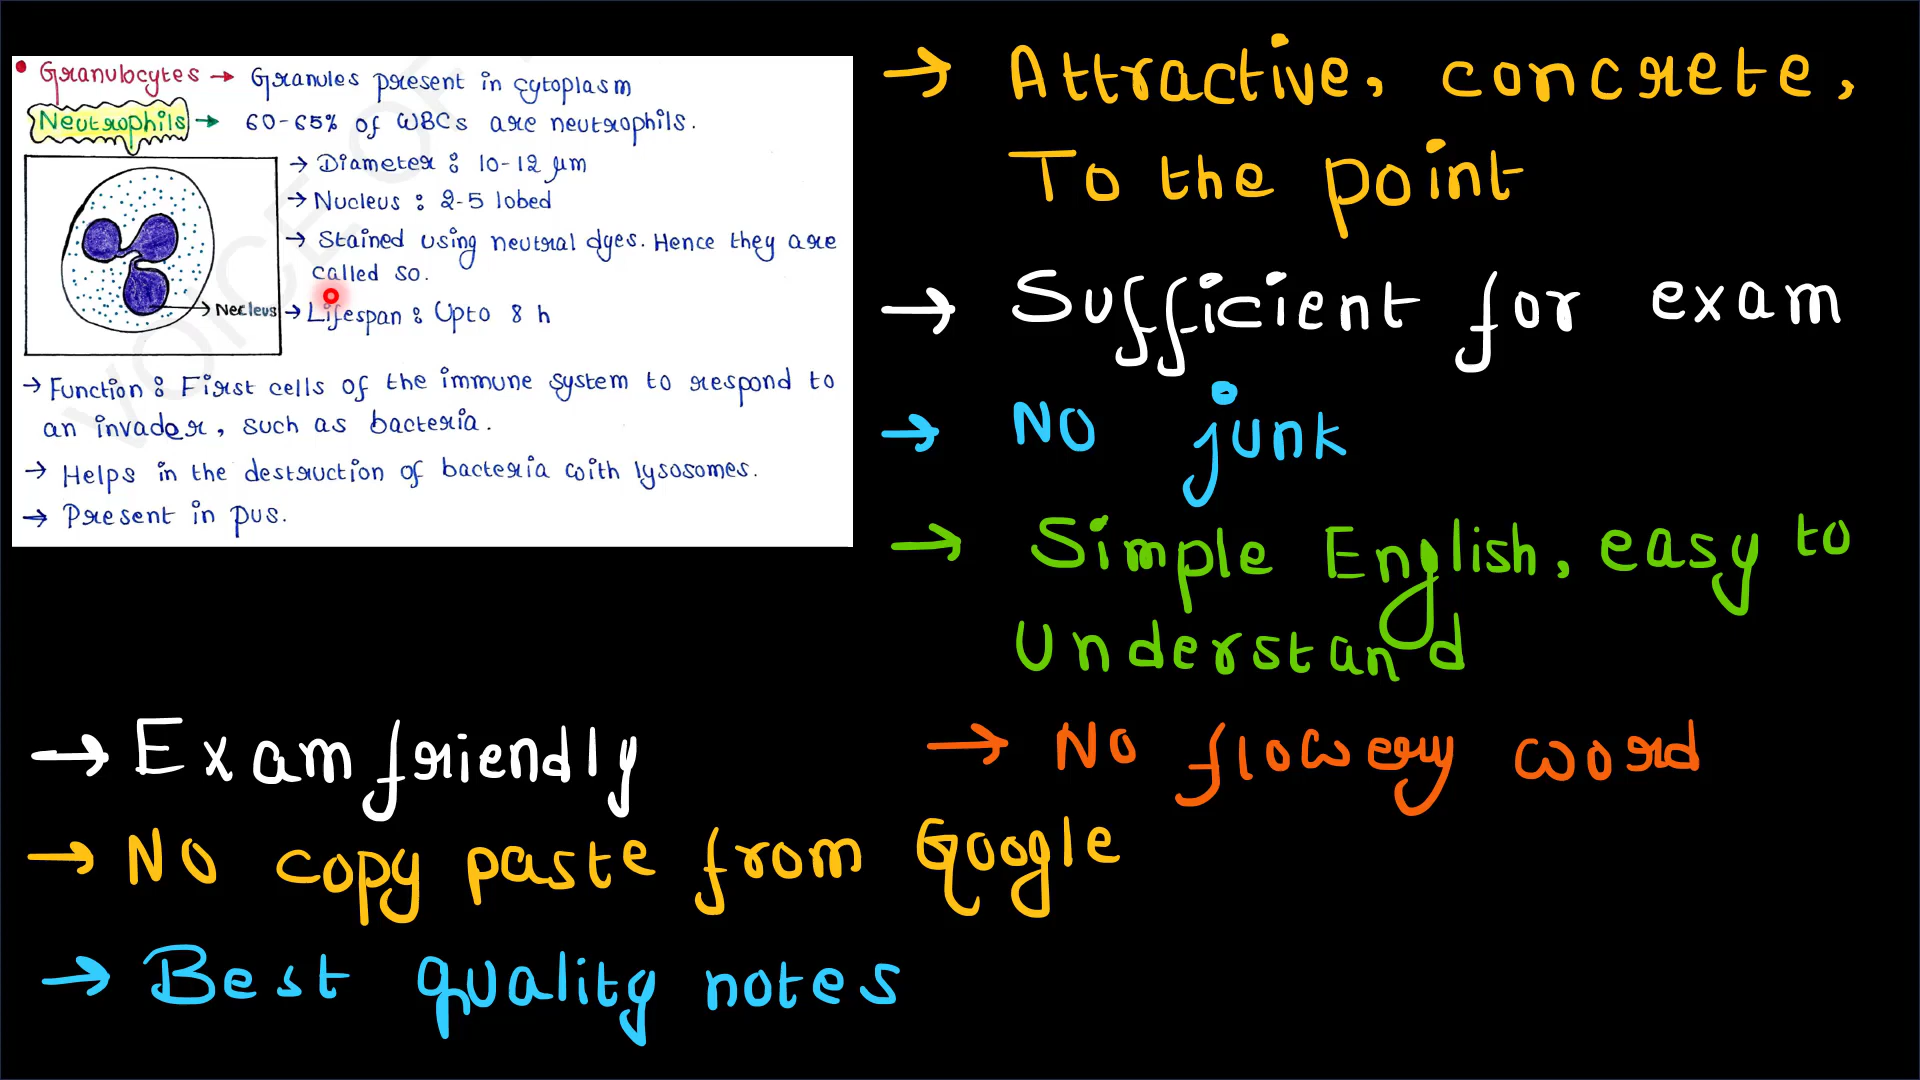 • Granulocytes → Granules present in cytoplasm
Neutrophils → 60-65% of WBCs are neutrophils.
→ Diameter : 10-12 μm
→ Nucleus : 2-5 lobed
→ Stained using neutral dyes. Hence they are
called so.
Nucleus
→ Lifespan : Upto 8 h
→ Function : First cells of the immune system to respond to
an invader, such as bacteria.
→ Helps in the destruction of bacteria with lysosomes.
→ Present in pus.
→ Attractive, concrete,
To the point
→ Sufficient for exam
→ NO junk
→ Simple English, easy to
Understand
→ No flowery word
→ Exam friendly
→ NO copy paste from Google
→ Best quality notes